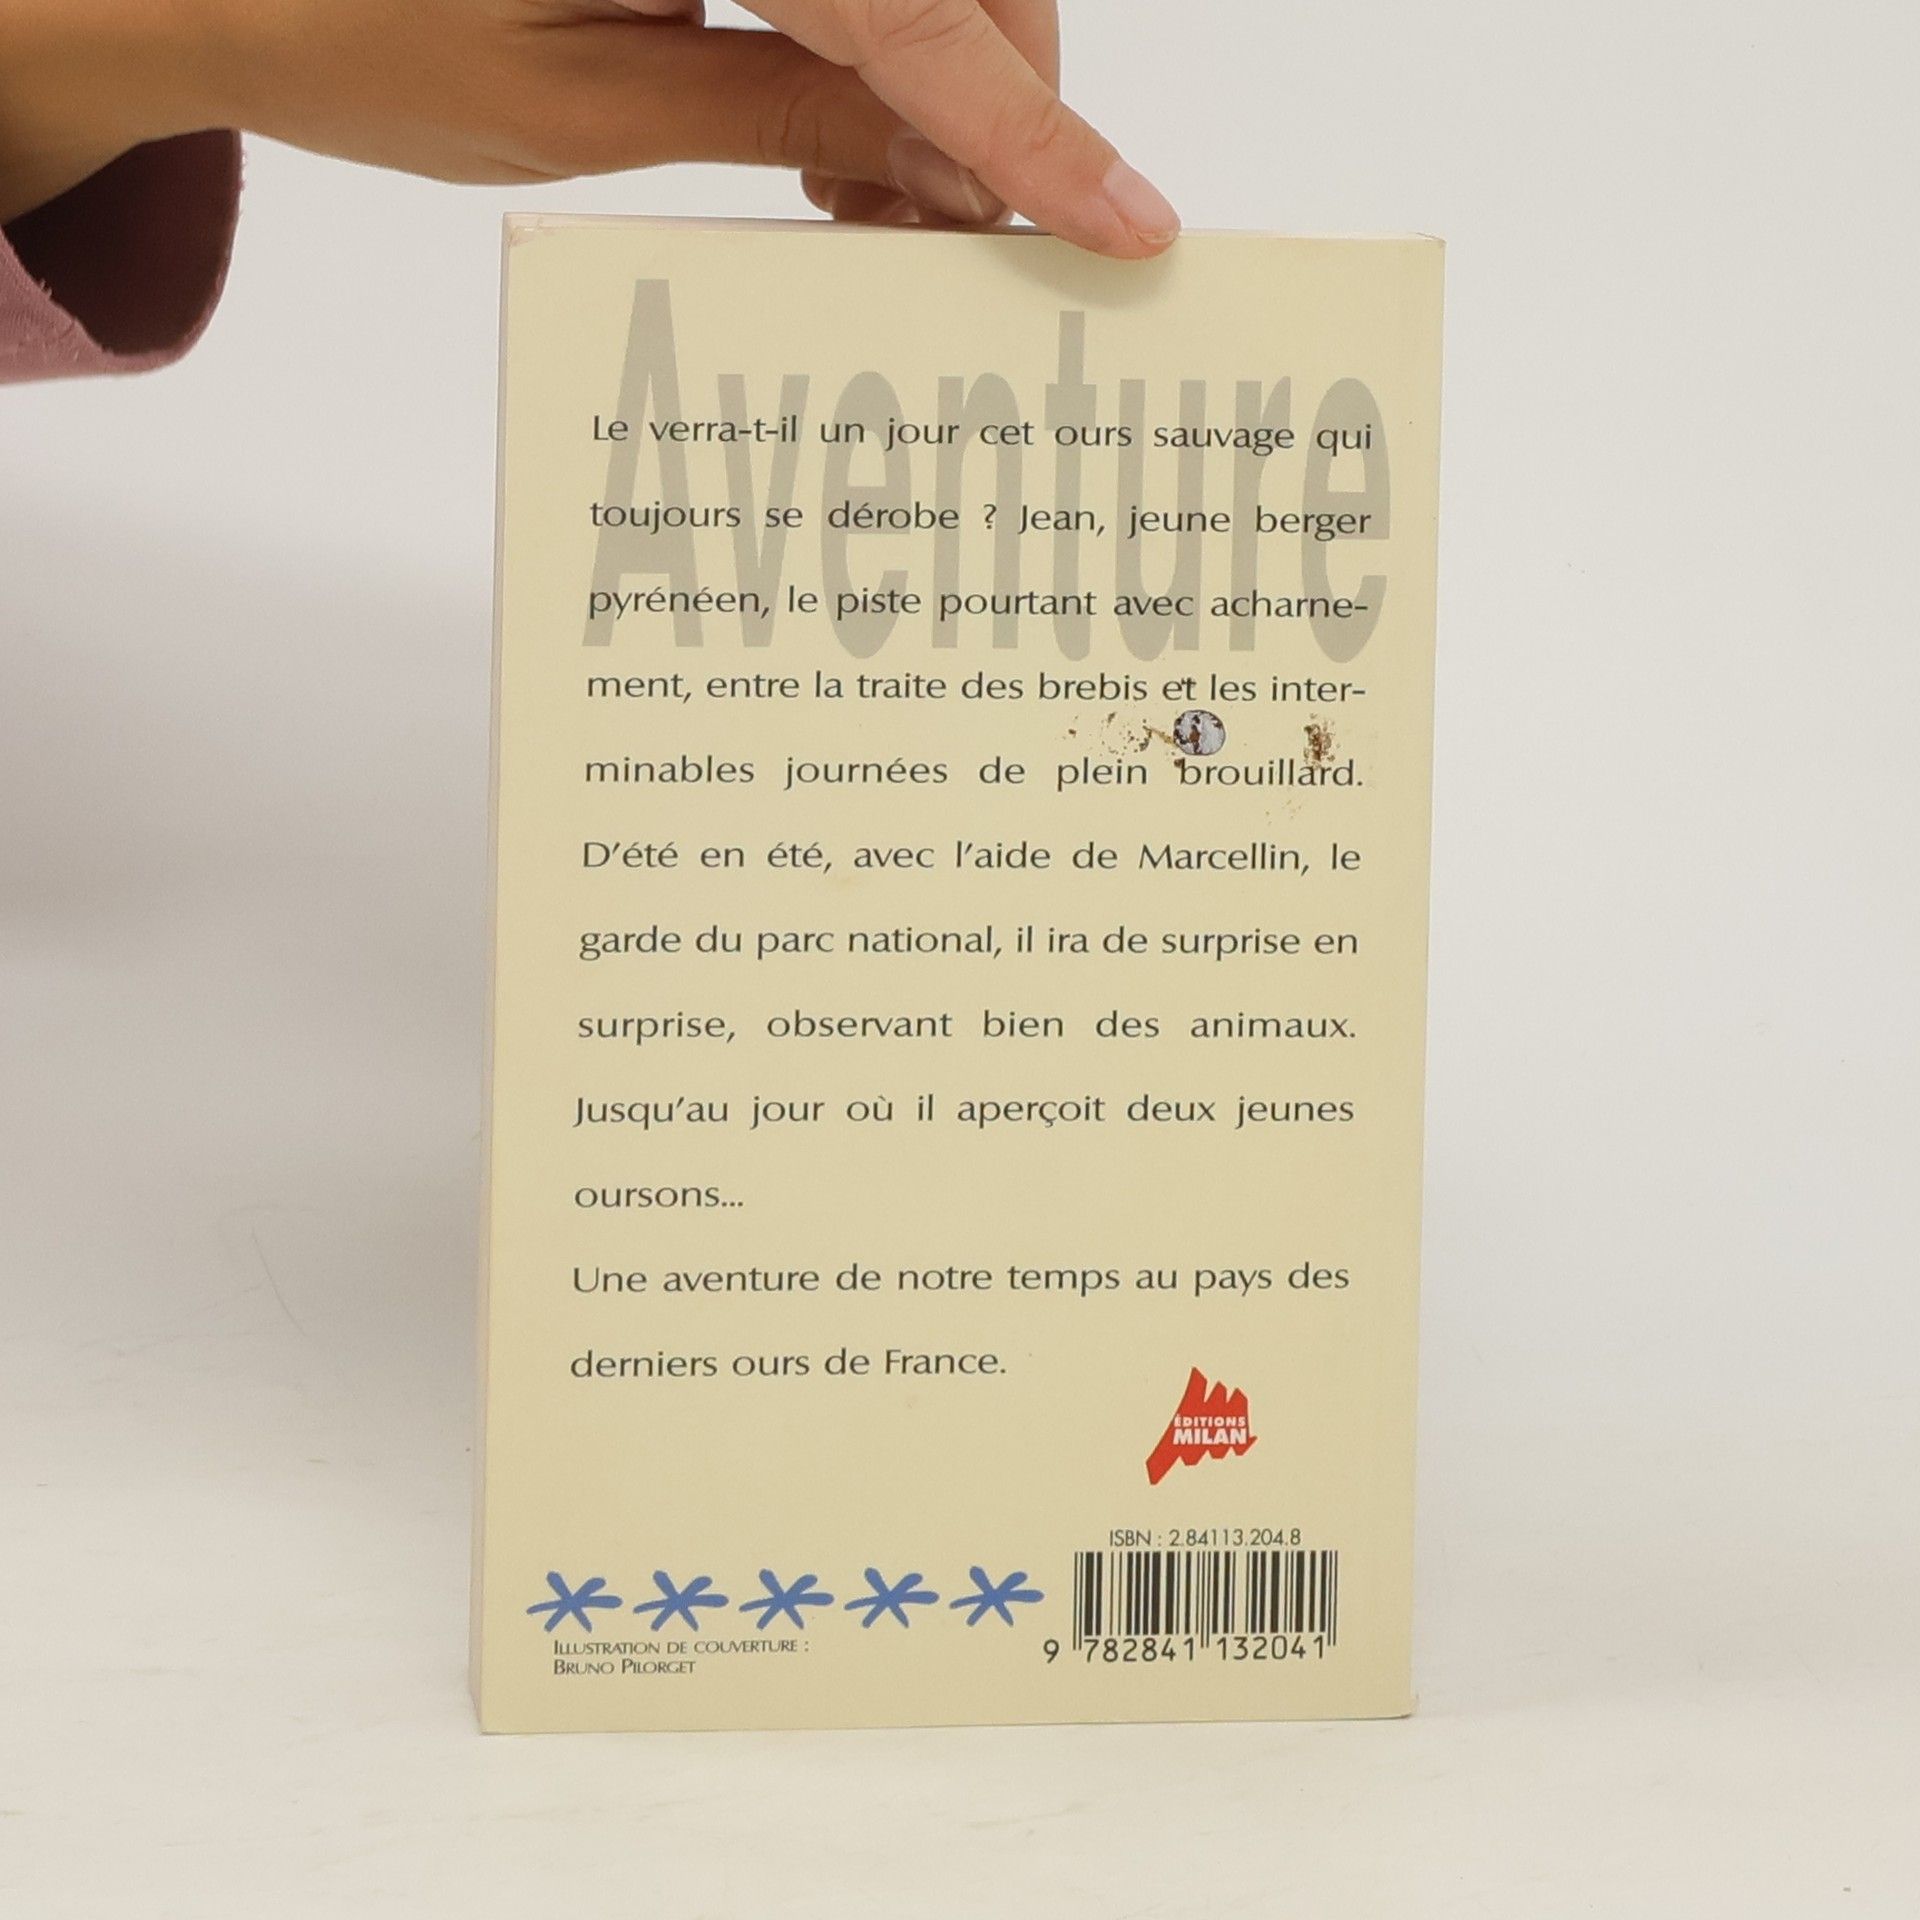 Aventure
Le verra-t-il un jour cet ours sauvage qui
toujours se dérobe ? Jean, jeune berger
pyrénéen, le piste pourtant avec acharne-
ment, entre la traite des brebis et les inter-
minables journées de plein brouillard.
D'été en été, avec l'aide de Marcellin, le
garde du parc national, il ira de surprise en
surprise, observant bien des animaux.
Jusqu'au jour où il aperçoit deux jeunes
oursons...
Une aventure de notre temps au pays des
derniers ours de France.
ÉDITIONS
MILAN
ISBN : 2.84113.204.8
9 782841 132041
ILLUSTRATION DE COUVERTURE :
BRUNO PILORGET